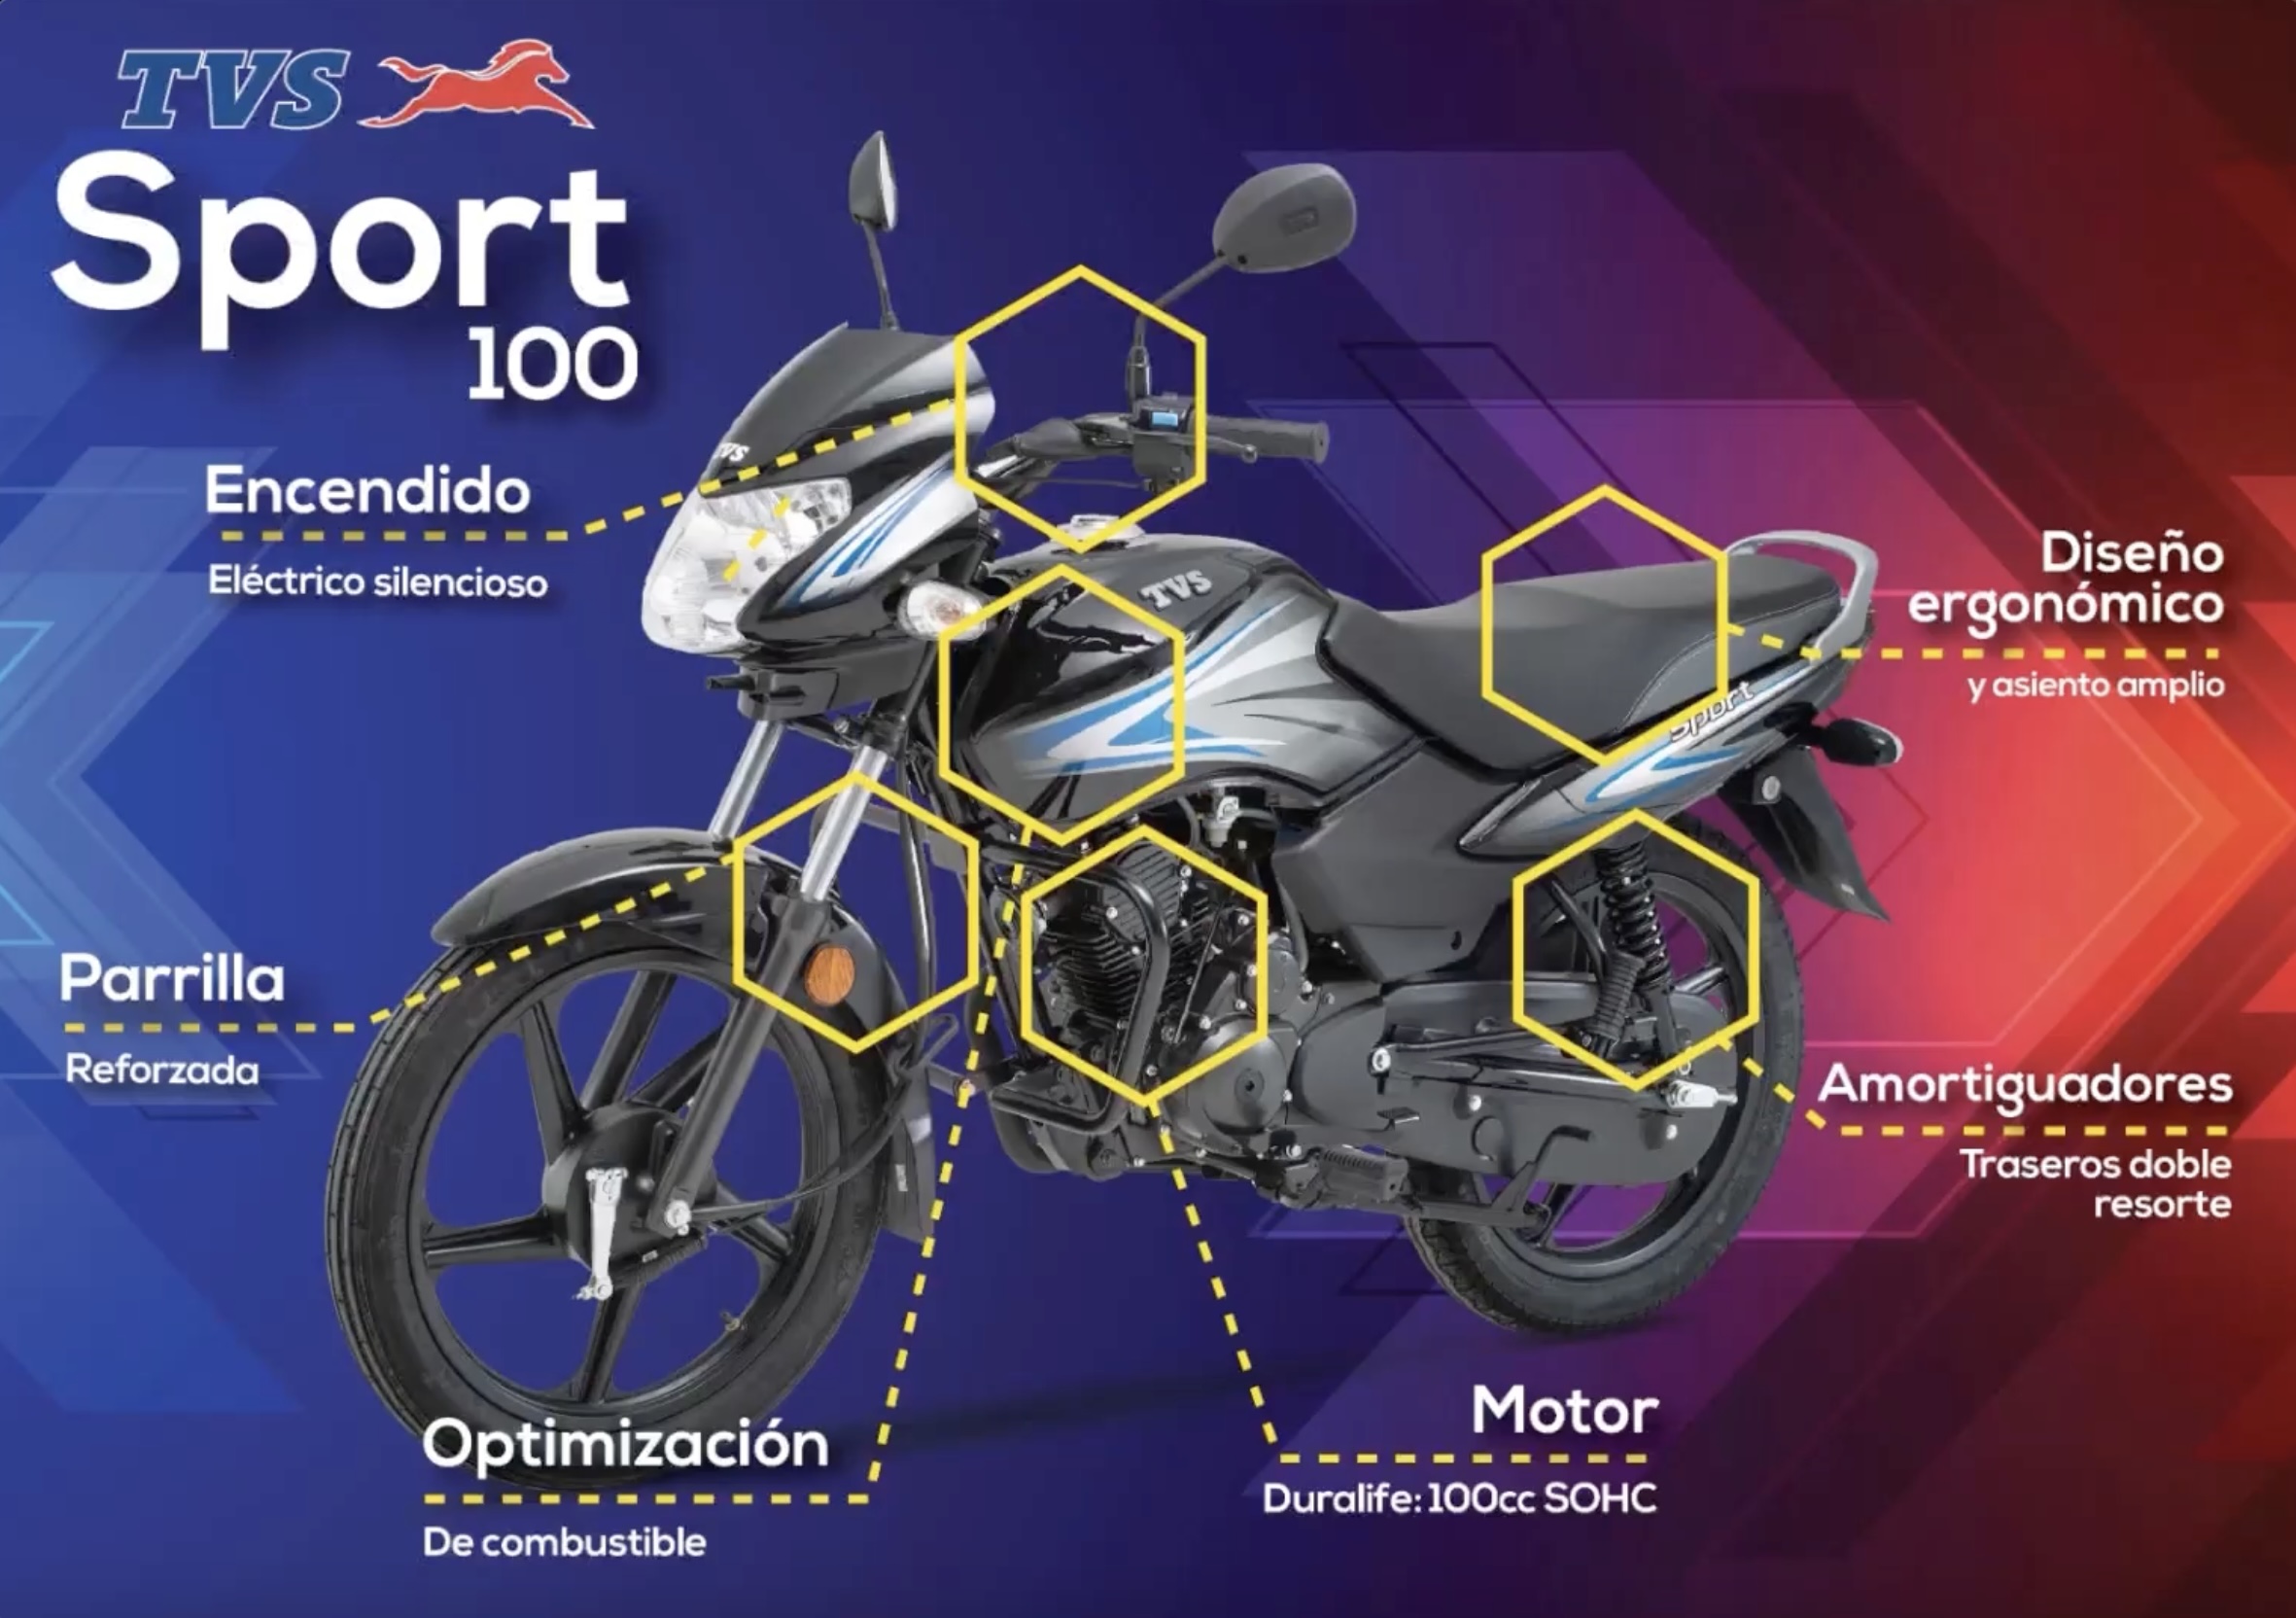 TVS
Sport
100
Encendido
Eléctrico silencioso
TVS
TVS
Diseño
ergonómico
y asiento amplio
Sport
Parrilla
Reforzada
Amortiguadores
Traseros doble
resorte
Optimización
De combustible
Motor
Duralife: 100cc SOHC